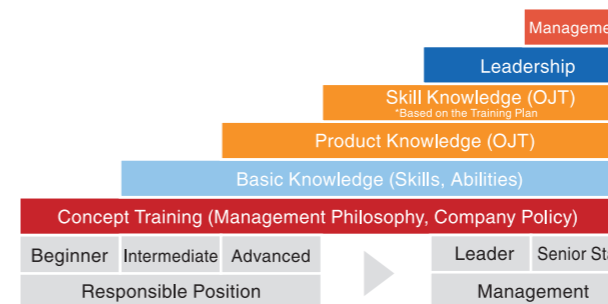 Manageme
Leadership
Skill Knowledge (OJT)
*Based on the Training Plan
Product Knowledge (OJT)
Basic Knowledge (Skills, Abilities)
Concept Training (Management Philosophy, Company Policy)
Beginner Intermediate Advanced Leader Senior Sta
Responsible Position Management